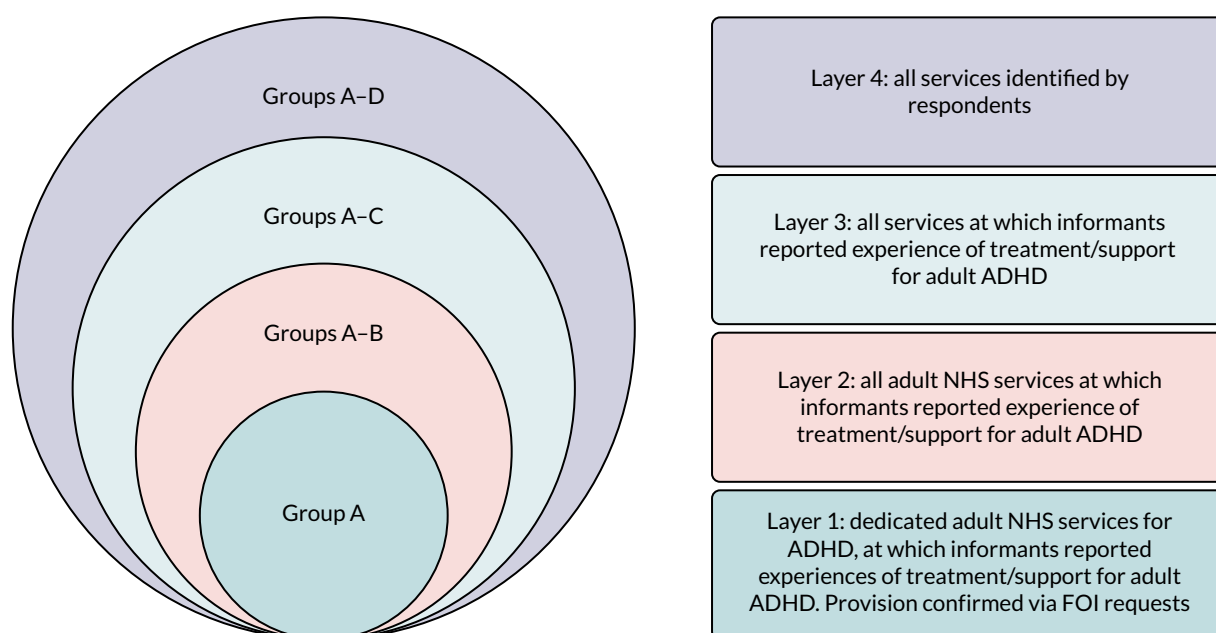 Groups A–D
Groups A–C
Groups A–B
Group A
Layer 4: all services identified by
respondents
Layer 3: all services at which informants
reported experience of treatment/support
for adult ADHD
Layer 2: all adult NHS services at which
informants reported experience of
treatment/support for adult ADHD
Layer 1: dedicated adult NHS services for
ADHD, at which informants reported
experiences of treatment/support for adult
ADHD. Provision confirmed via FOI requests